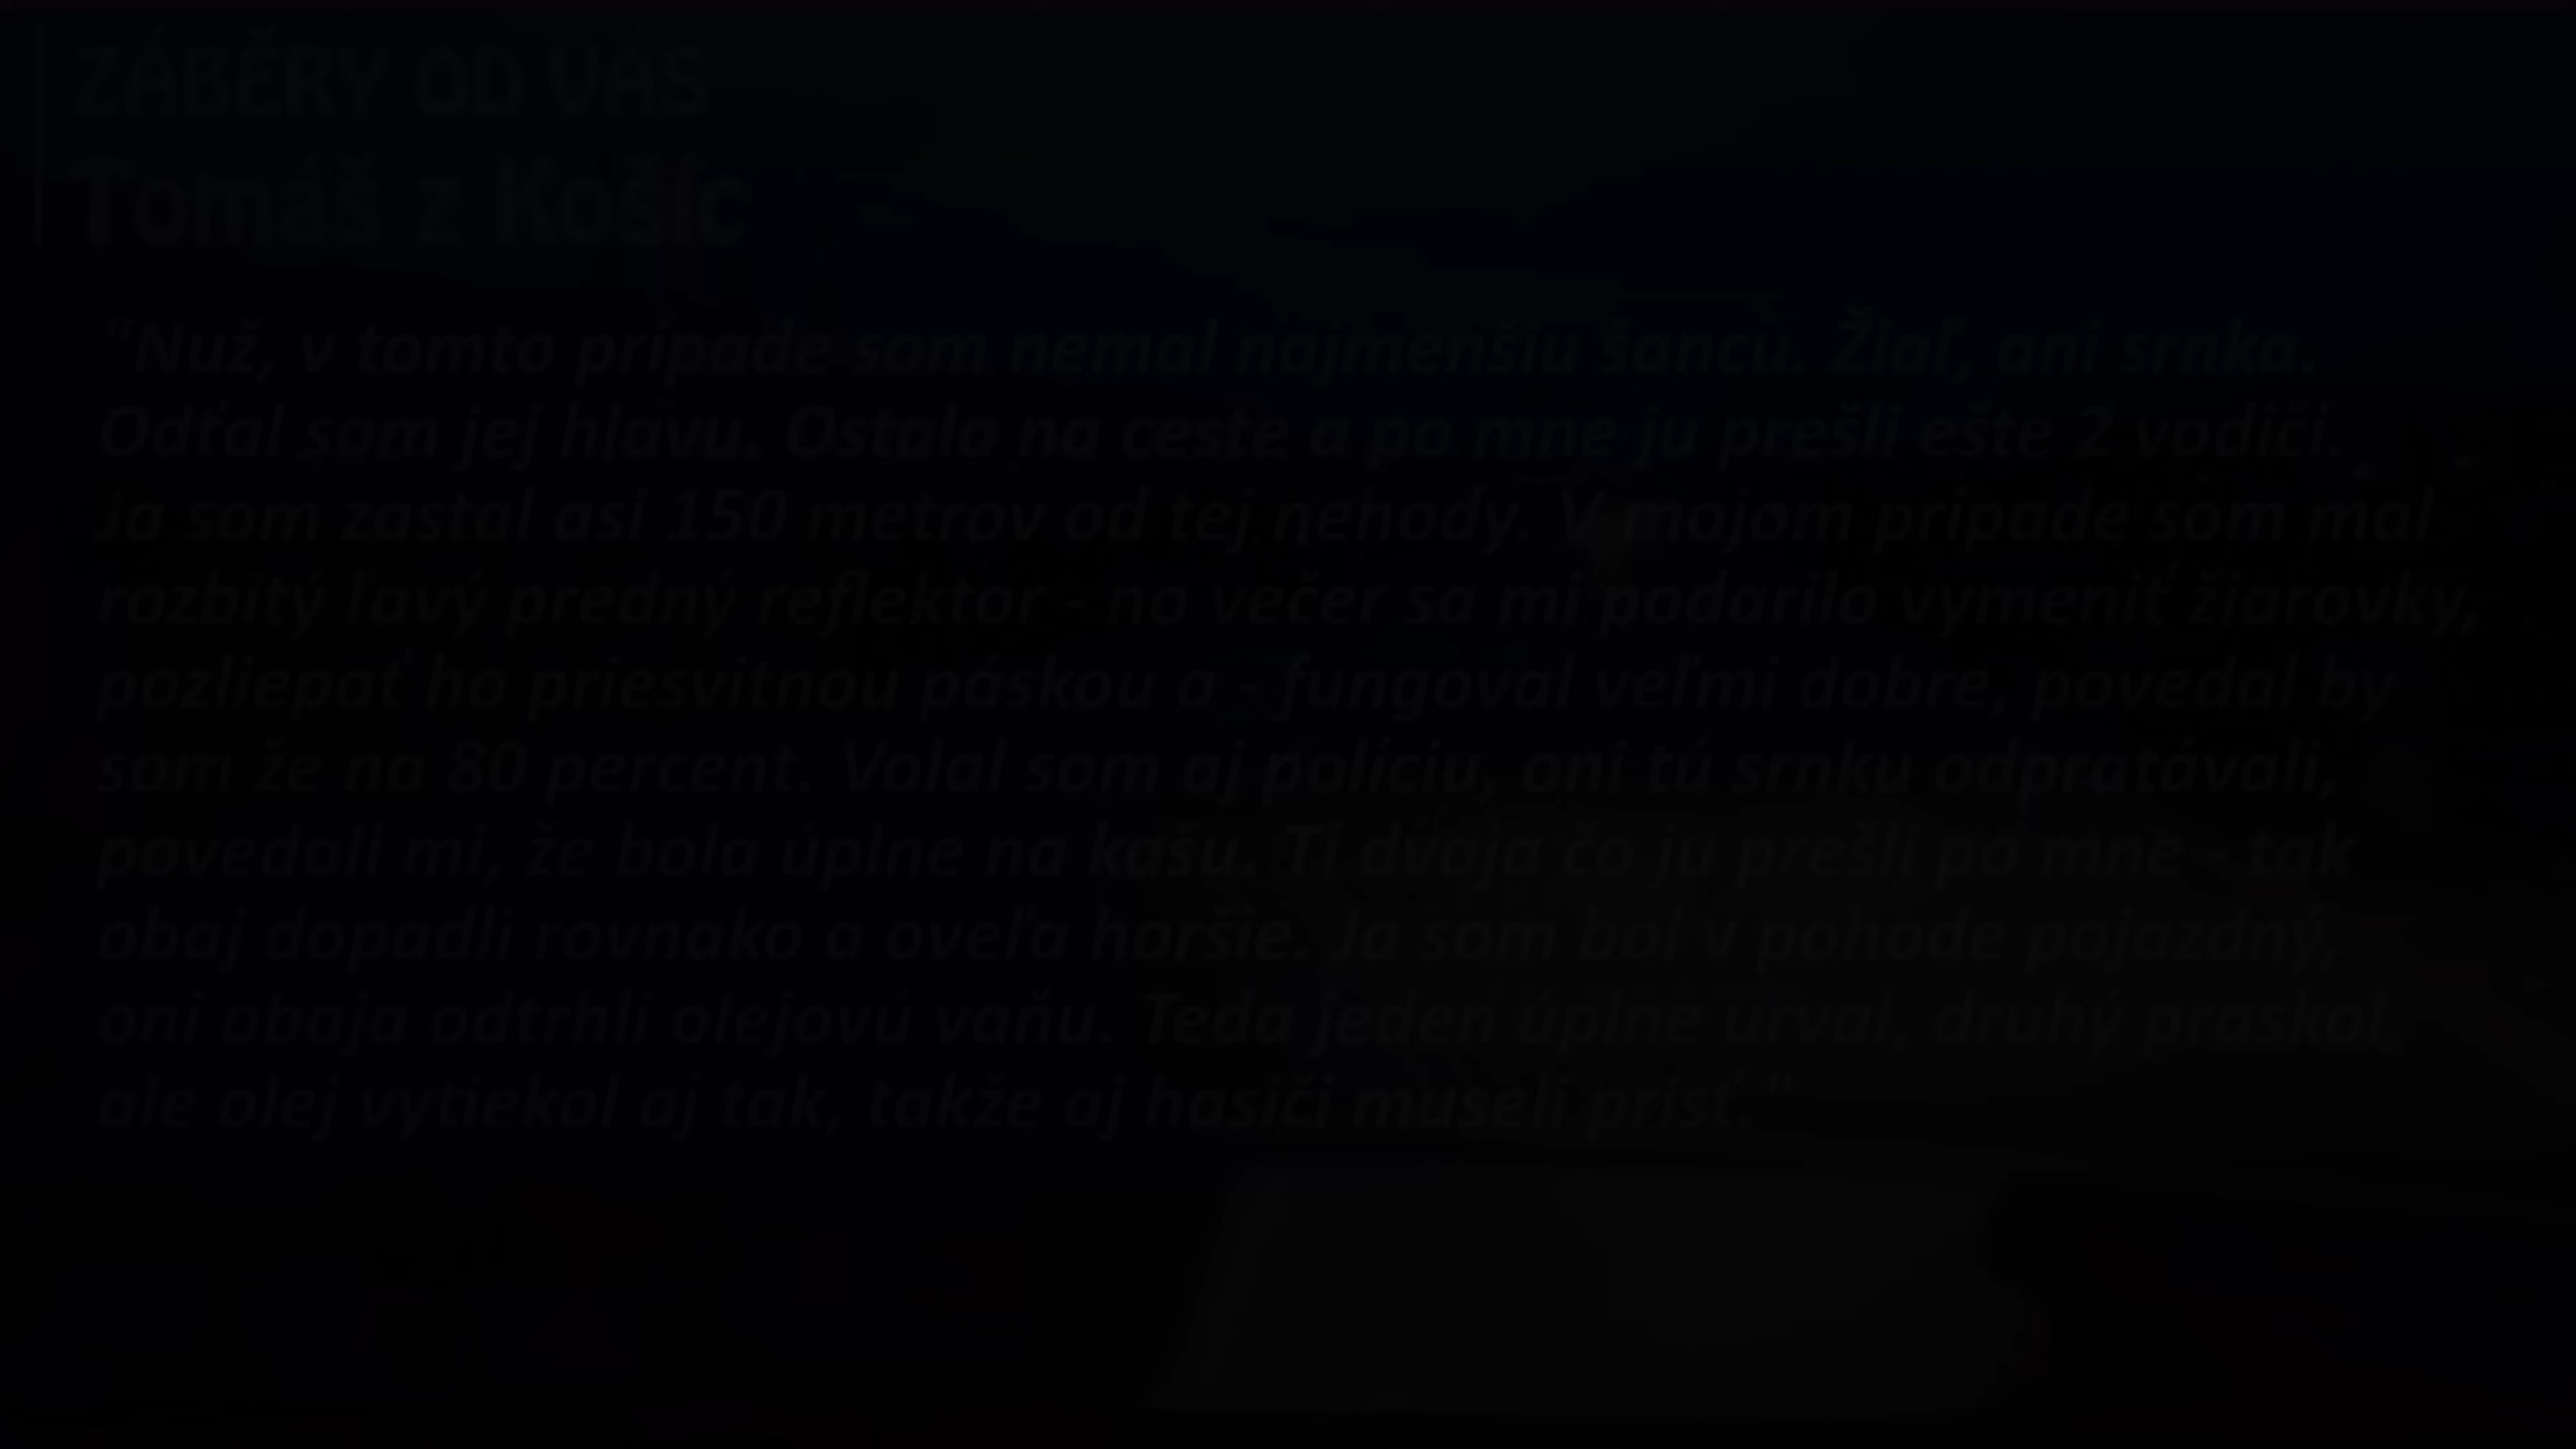 ZÁBĚRY OD VÁS
Tomáš z Košíc
"Nuž, v tomto prípade som nemal najmenšiu šancu. Žiaľ, ani srnka.
Odťal som jej hlavu. Ostala na ceste a po mne ju prešli ešte 2 vodiči.
Ja som zastal asi 150 metrov od tej nehody. V mojom prípade som mal
rozbitý ľavý predný reflektor - no večer sa mi podarilo vymeniť žiarovky,
pozliepať ho priesvitnou páskou a - fungoval veľmi dobre, povedal by
som že na 80 percent. Volal som aj políciu, oni tú srnku odpratávali,
povedali mi, že bola úplne na kašu. Tí dvaja čo ju prešli po mne - tak
obaj dopadli rovnako a oveľa horšie. Ja som bol v pohode pojazdný,
oni obaja odtrhli olejovú vaňu. Teda jeden úplne urval, druhý praskol,
ale olej vytiekol aj tak, takže aj hasiči museli prísť."